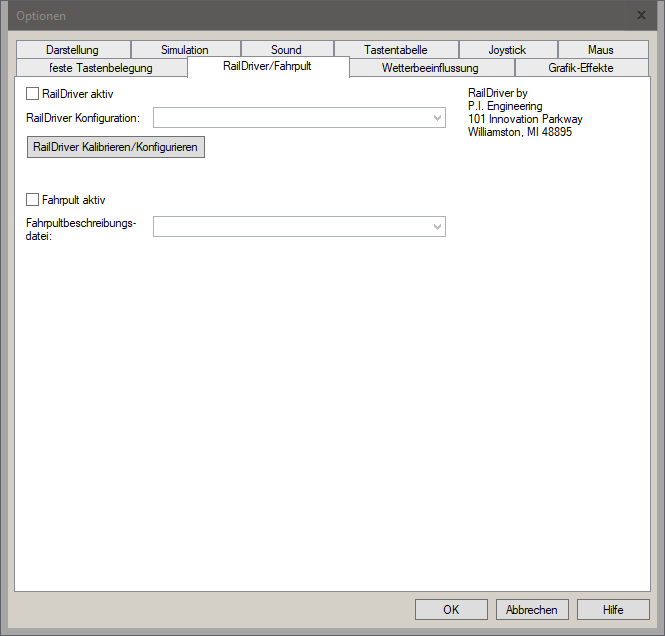 Optionen
Darstellung Simulation Sound Tastentabelle Joystick Maus
feste Tastenbelegung RailDriver/Fahrpult Wetterbeeinflussung Grafik-Effekte
RailDriver aktiv
RailDriver Konfiguration:
RailDriver Kalibrieren/Konfigurieren
RailDriver by
P.I. Engineering
101 Innovation Parkway
Williamston, MI 48895
Fahrpult aktiv
Fahrpultbeschreibungs-
datei:
OK Abbrechen Hilfe